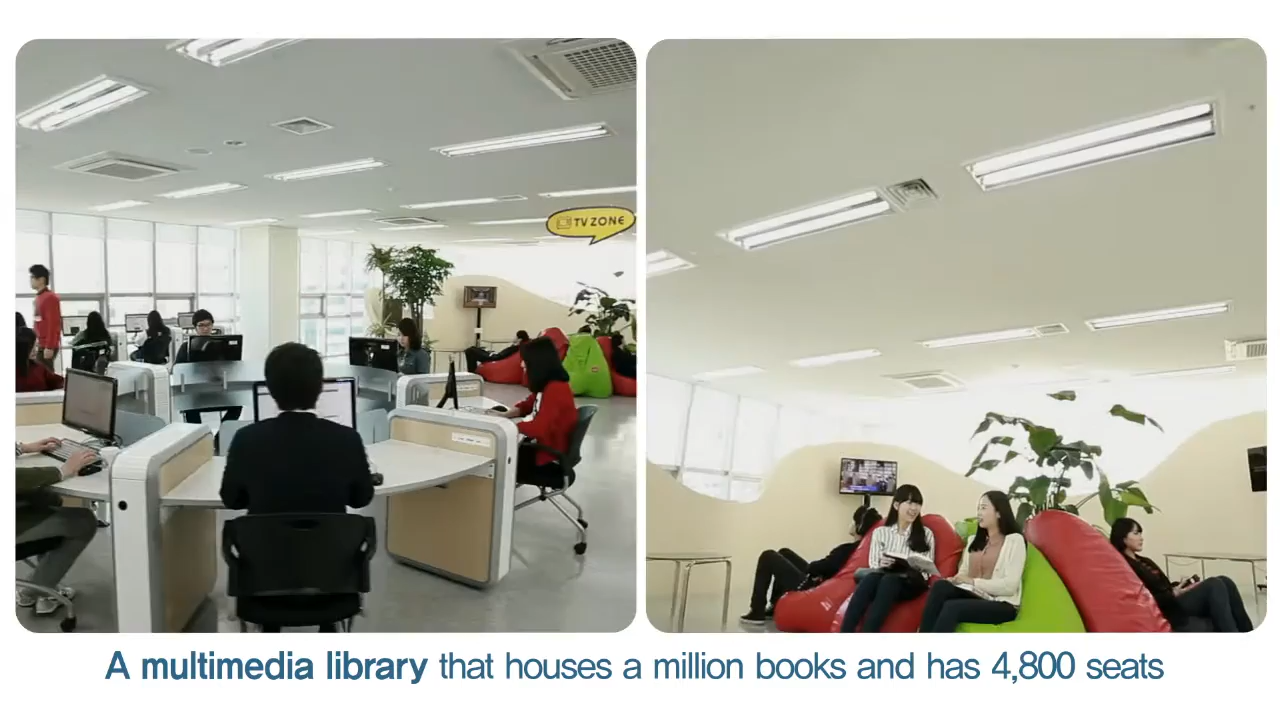 TV ZONE
A multimedia library that houses a million books and has 4,800 seats